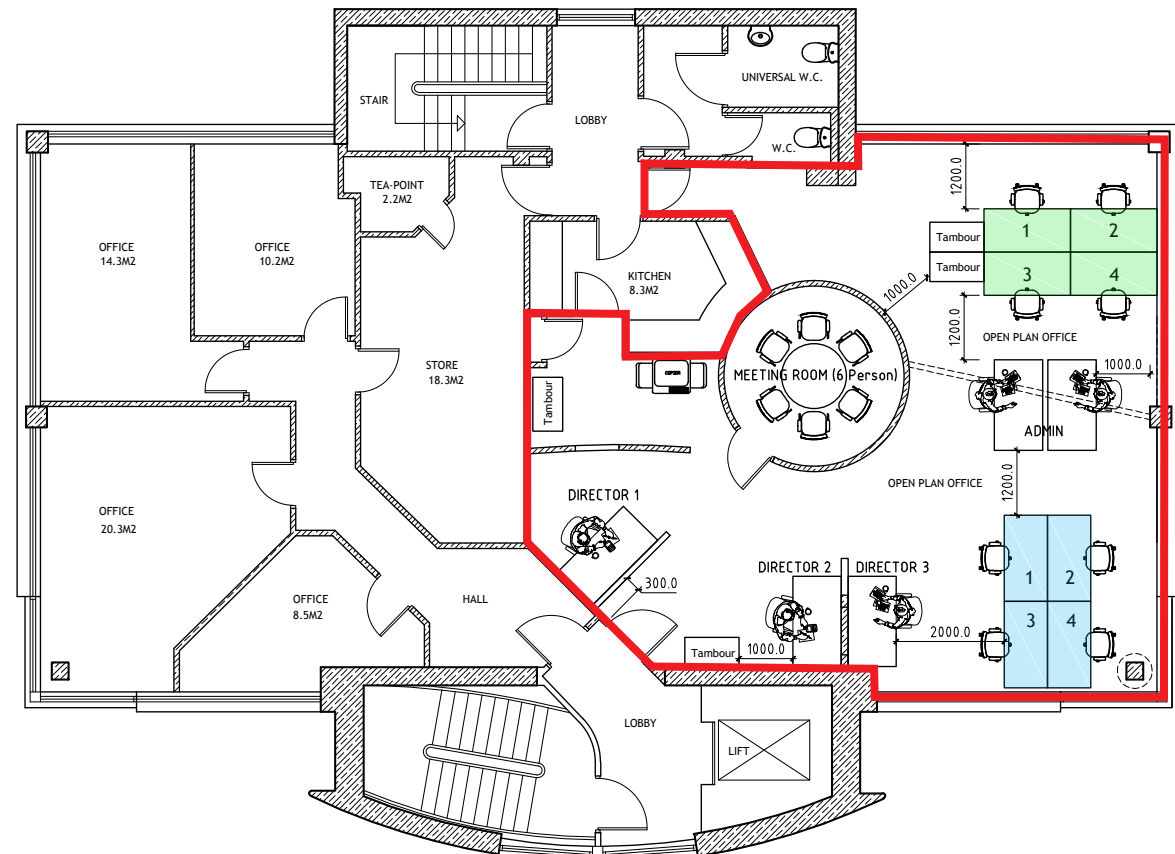 UNIVERSAL W.C.
STAIR
LOBBY
W.C.
TEA-POINT
2.2M2
1200.0
1
2
Tambour
Tambour
3
4
OFFICE
14.3M2
OFFICE
10.2M2
KITCHEN
8.3M2
1000.0
1200.0
OPEN PLAN OFFICE
STORE
18.3M2
COPIER
MEETING ROOM (6 Person)
1000.0
Tambour
ADMIN
OFFICE
20.3M2
OPEN PLAN OFFICE
1200.0
DIRECTOR 1
DIRECTOR 2
DIRECTOR 3
1
2
3
4
300.0
OFFICE
8.5M2
HALL
2000.0
Tambour
1000.0
LOBBY
LIFT